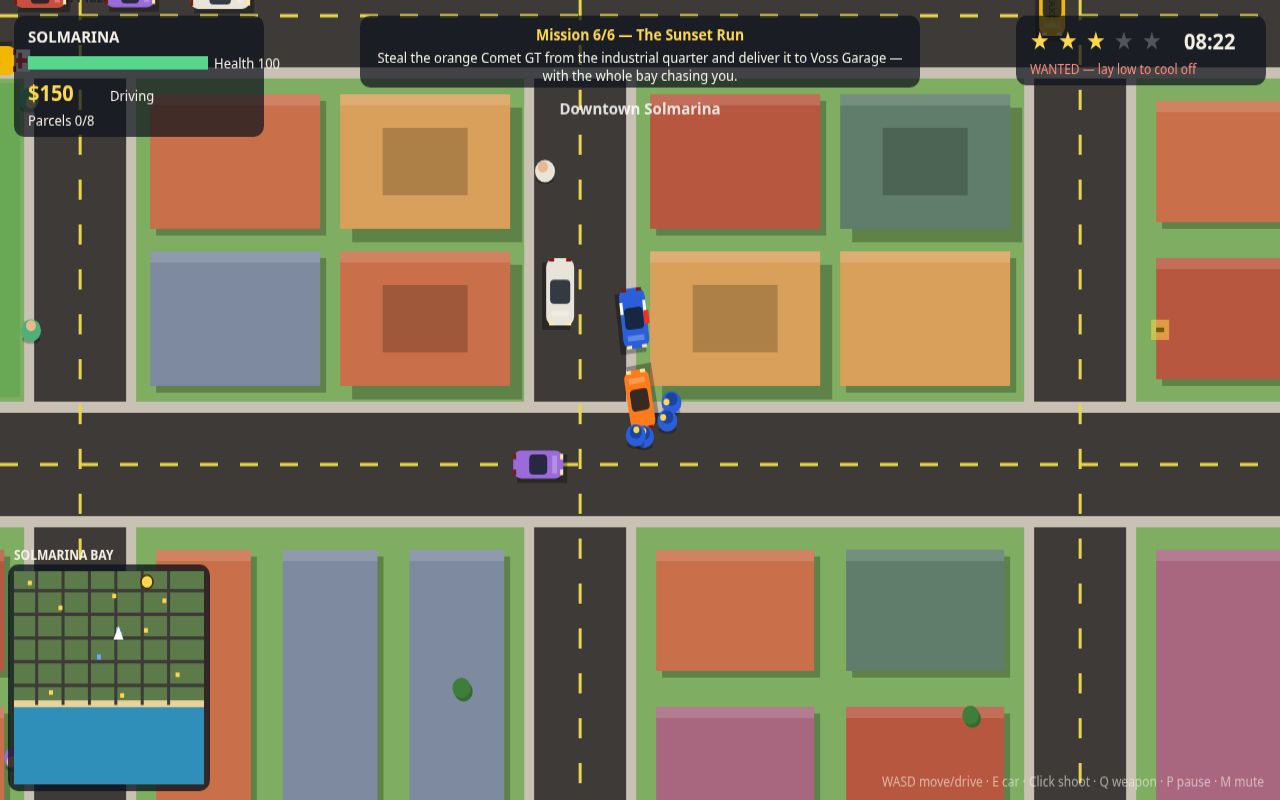 SOLMARINA
Health 100
$150
Driving
Parcels 0/8
Mission 6/6 — The Sunset Run
Steal the orange Comet GT from the industrial quarter and deliver it to Voss Garage —
with the whole bay chasing you.
08:22
WANTED — lay low to cool off
Downtown Solmarina
SOLMARINA BAY
WASD move/drive · E car · Click shoot · Q weapon · P pause · M mute